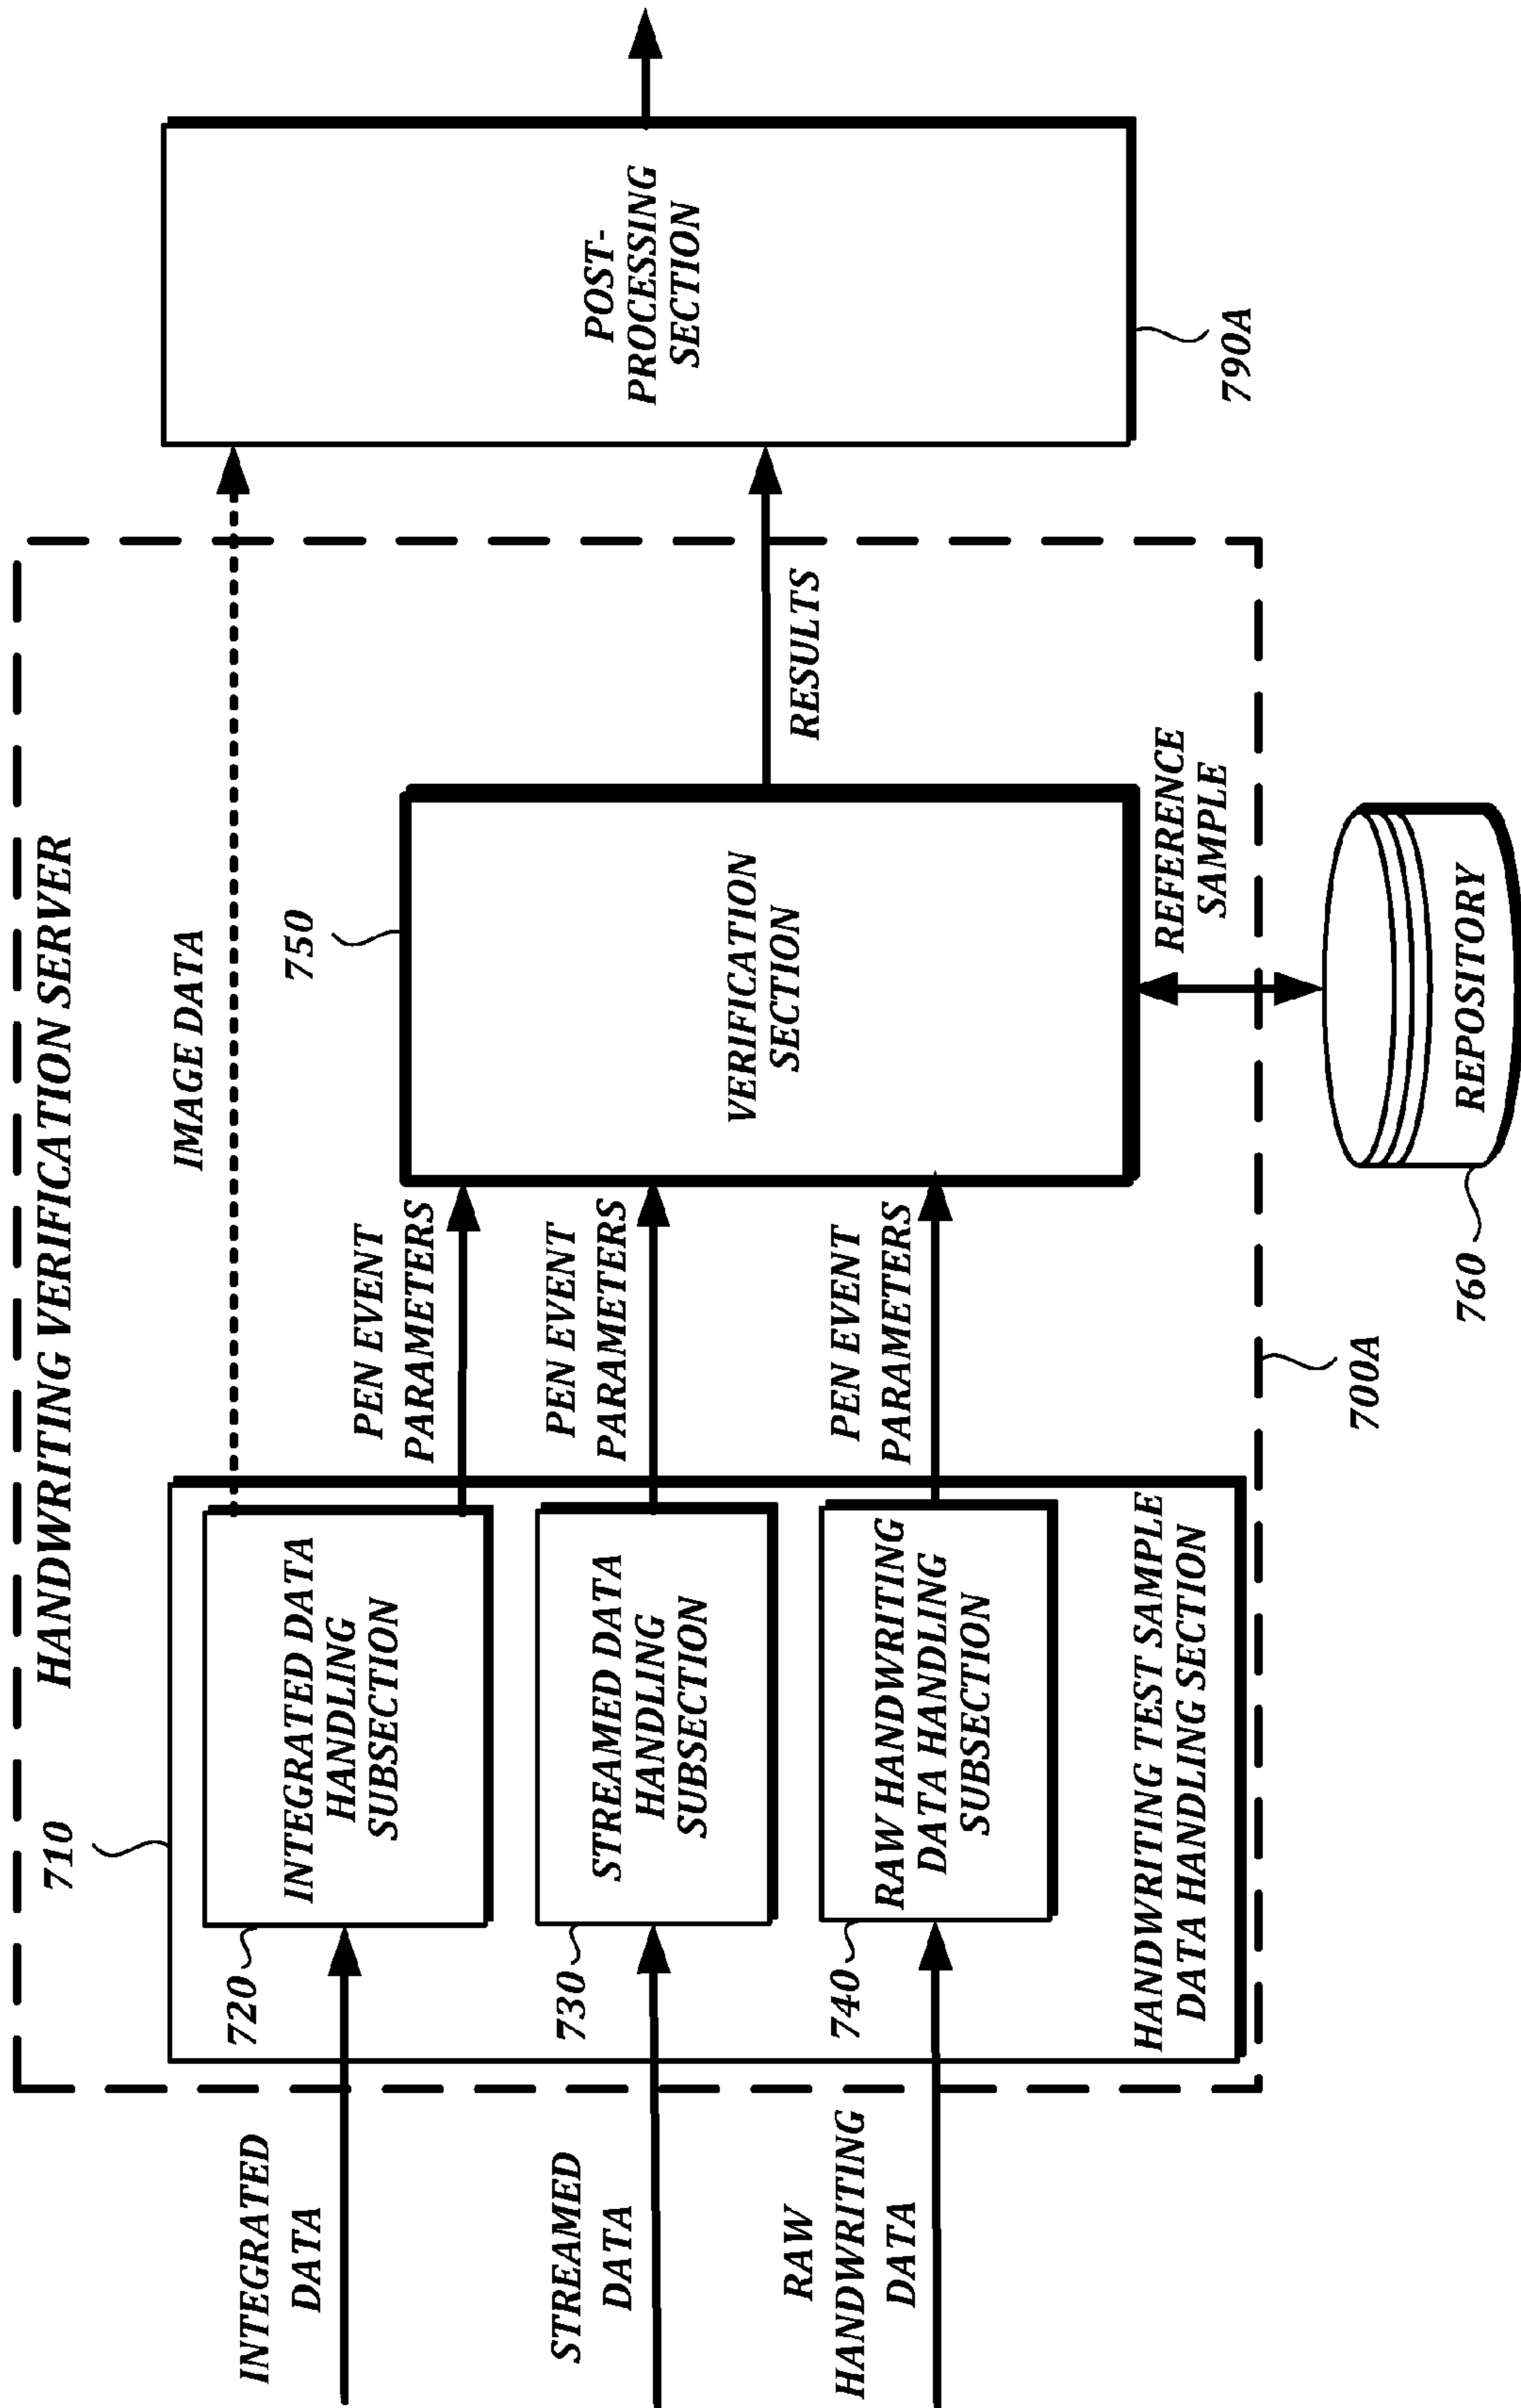 HANDWRITING VERIFICATION SERVER
710
INTEGRATED
DATA
720
INTEGRATED DATA
HANDLING
SUBSECTION
IMAGE DATA
PEN EVENT
PARAMETERS
STREAMED
DATA
730
STREAMED DATA
HANDLING
SUBSECTION
PEN EVENT
PARAMETERS
RAW
HANDWRITING
DATA
740
RAW HANDWRITING
DATA HANDLING
SUBSECTION
PEN EVENT
PARAMETERS
HANDWRITING TEST SAMPLE
DATA HANDLING SECTION
750
VERIFICATION
SECTION
RESULTS
REFERENCE
SAMPLE
POST-
PROCESSING
SECTION
790A
700A
760
REPOSITORY